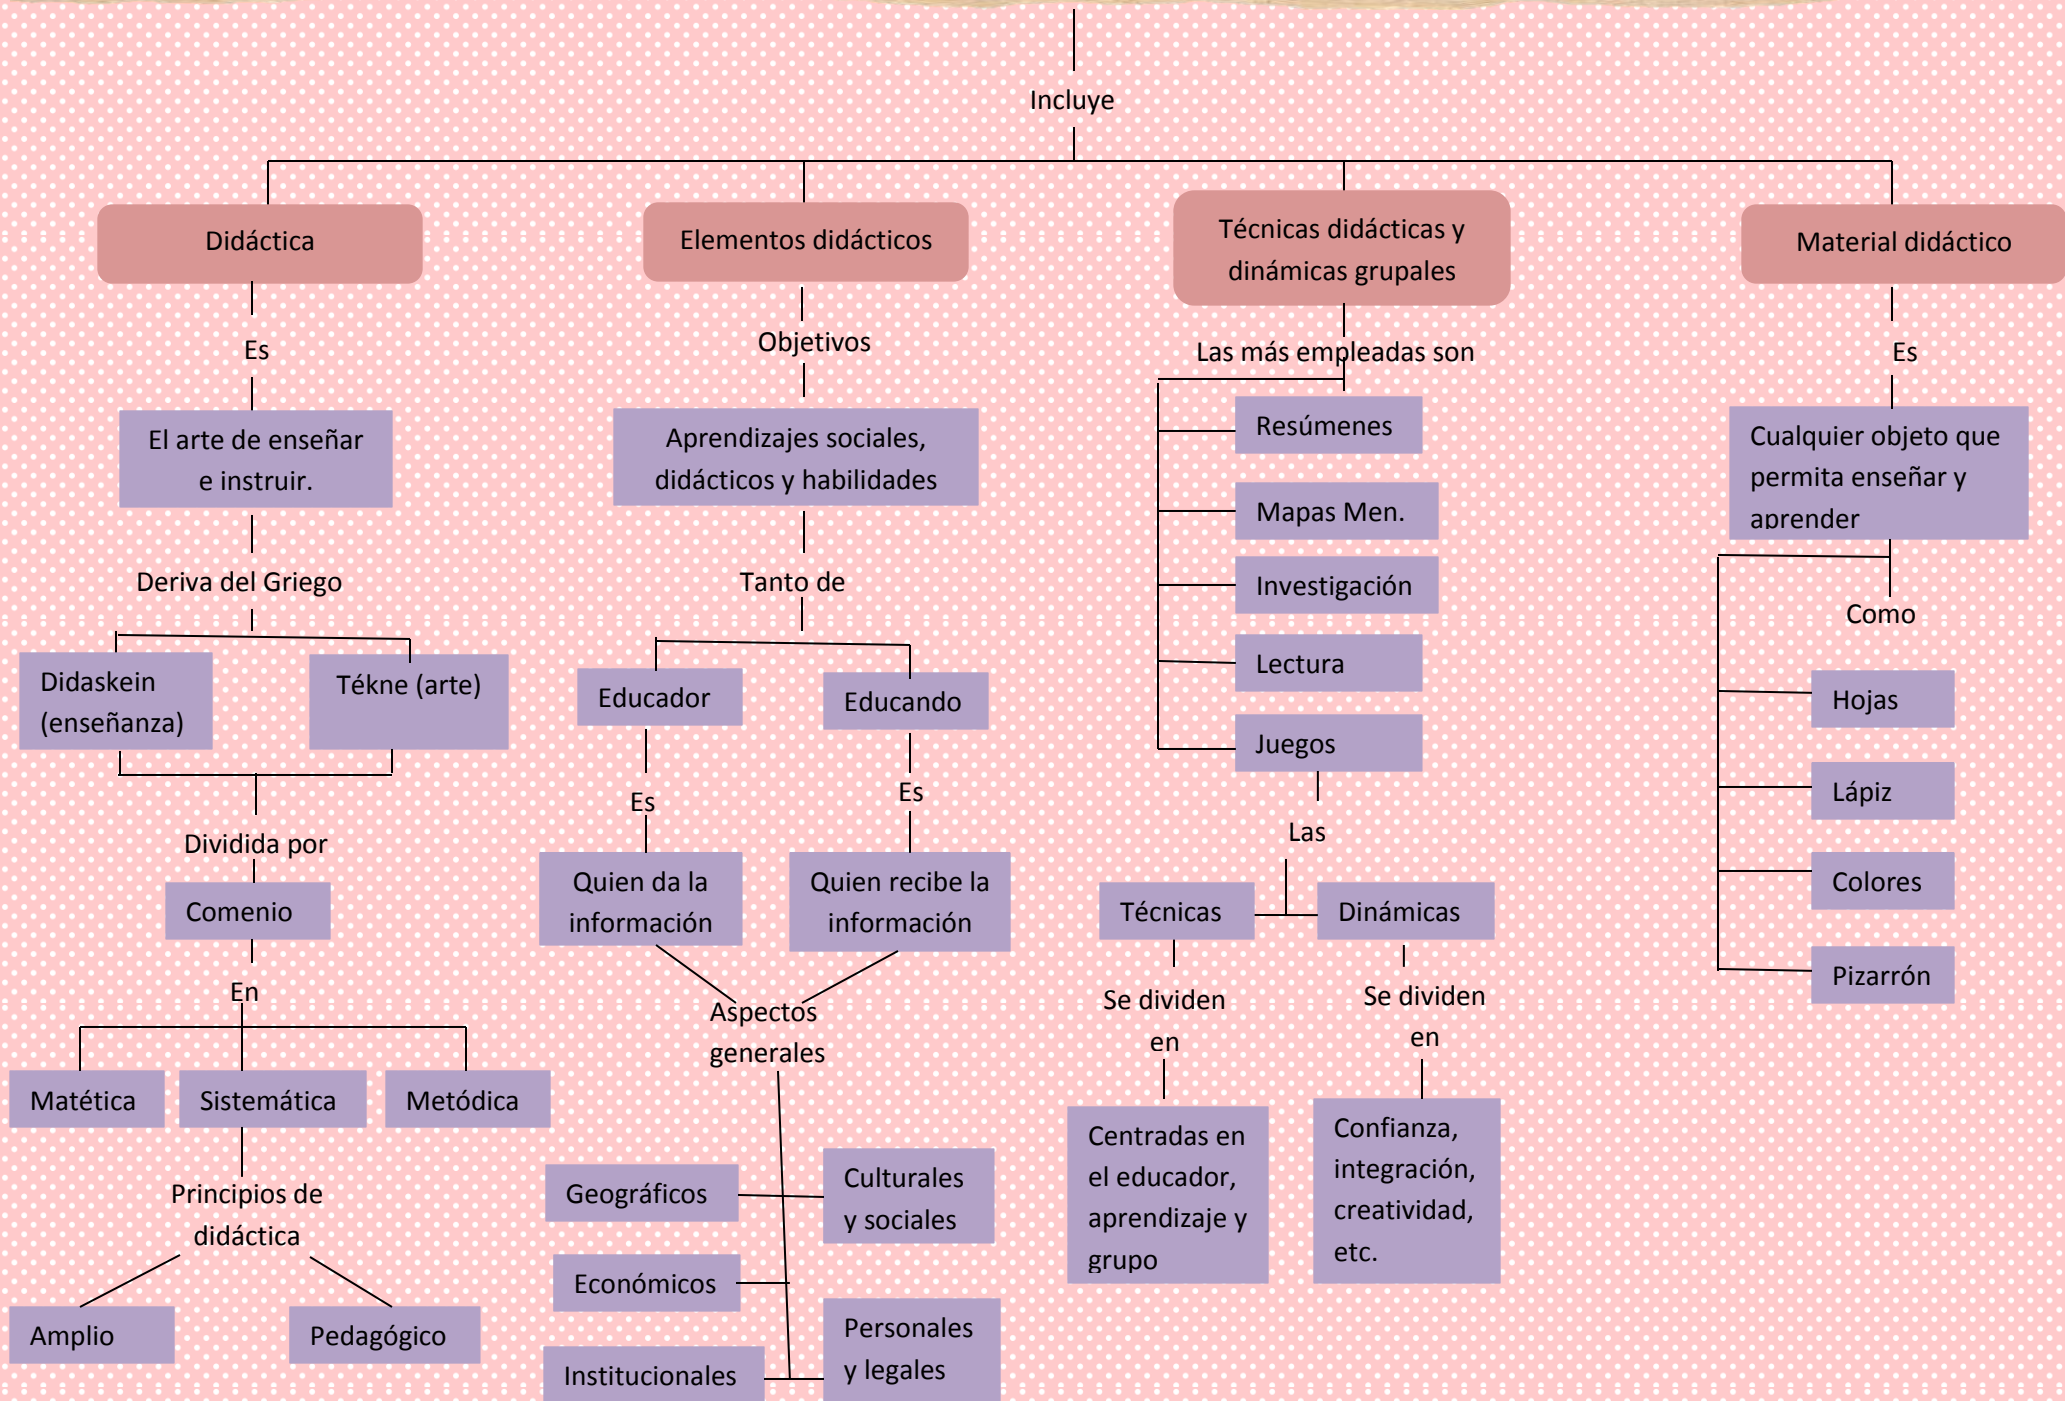 Incluye
Didáctica
Es
El arte de enseñar
e instruir.
Deriva del Griego
Didaskein
(enseñanza)
Tékne (arte)
Dividida por
Comenio
En
Matética
Sistemática
Metódica
Principios de
didáctica
Amplio
Pedagógico
Elementos didácticos
Objetivos
Aprendizajes sociales,
didácticos y habilidades
Tanto de
Educador
Educando
Es
Es
Quien da la
información
Quien recibe la
información
Aspectos
generales
Geográficos
Culturales
y sociales
Económicos
Institucionales
Personales
y legales
Técnicas didácticas y
dinámicas grupales
Las más empleadas son
Resúmenes
Mapas Men.
Investigación
Lectura
Juegos
Las
Técnicas
Dinámicas
Se dividen
en
Se dividen
en
Centradas en
el educador,
aprendizaje y
grupo
Confianza,
integración,
creatividad,
etc.
Material didáctico
Es
Cualquier objeto que
permita enseñar y
aprender
Como
Hojas
Lápiz
Colores
Pizarrón